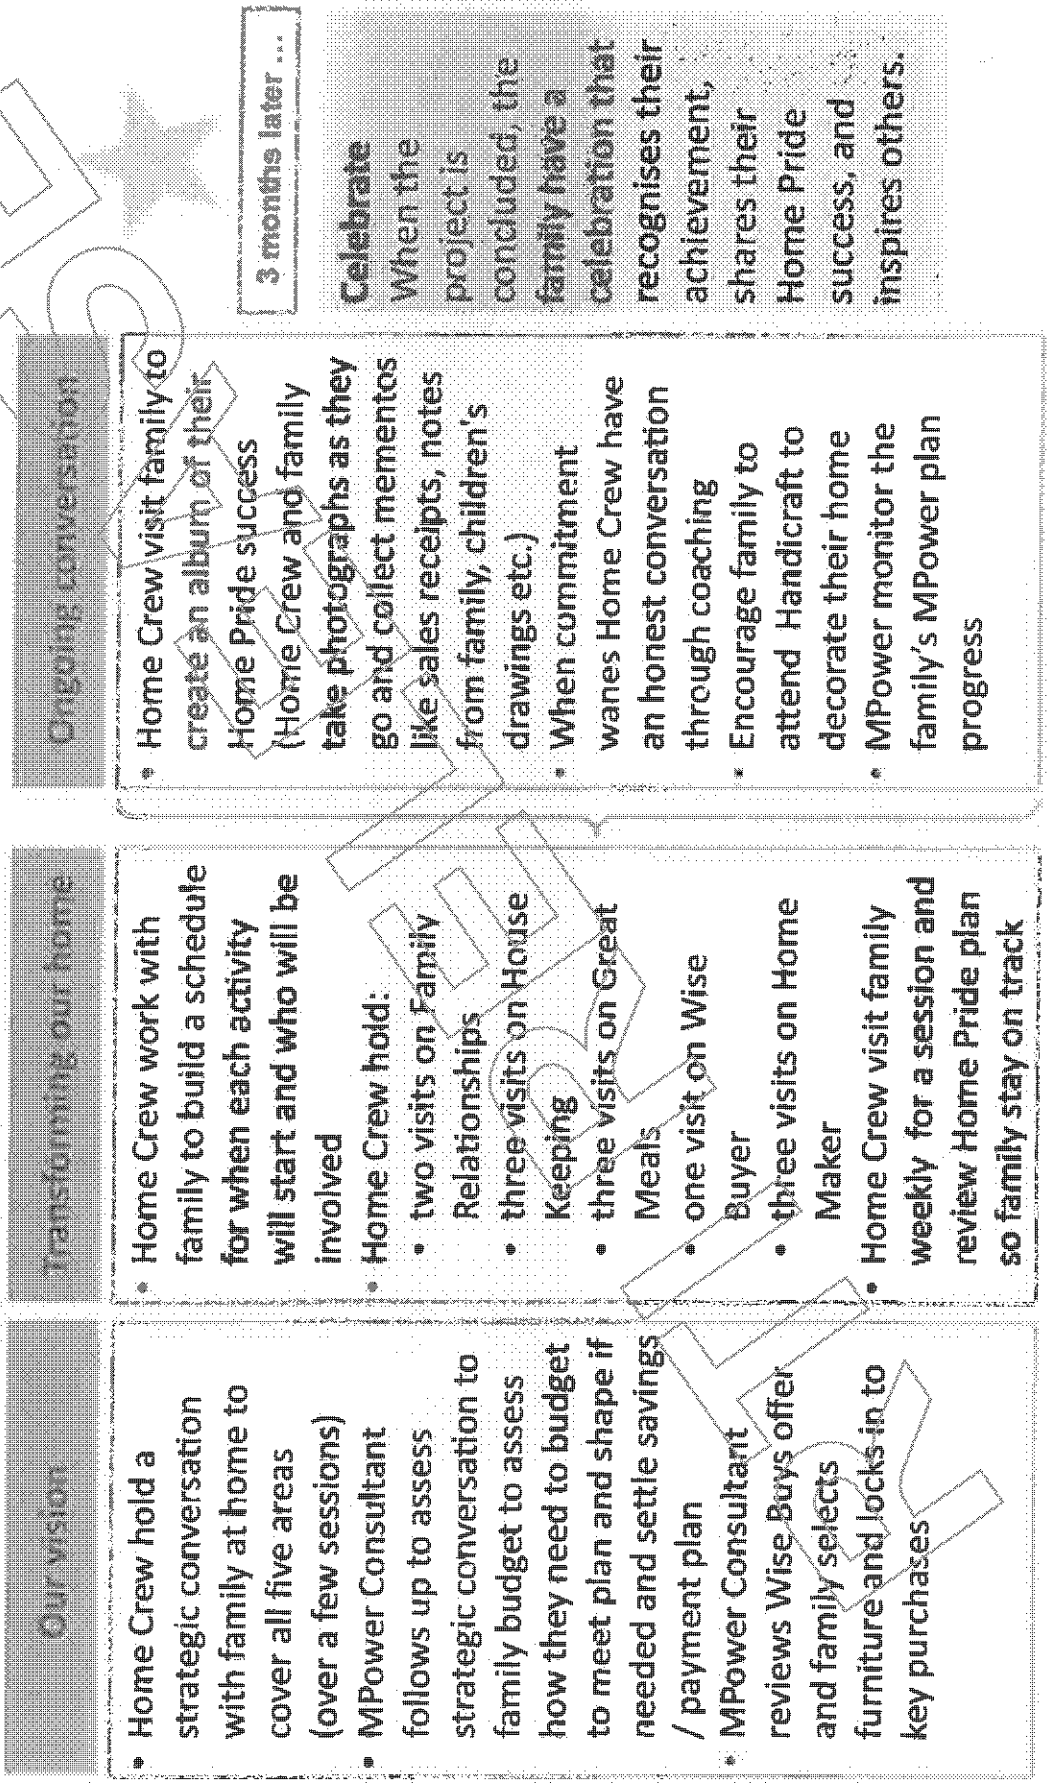 Our vision
• Home Crew hold a
strategic conversation
with family at home to
cover all five areas
(over a few sessions)
• MPower Consultant
follows up to assess
strategic conversation to
family budget to assess
how they need to budget
to meet plan and shape if
needed and settle savings
/ payment plan
• MPower Consultant
reviews Wise Buys offer
and family selects
furniture and locks in to
key purchases
Transforming our home
• Home Crew work with
family to build a schedule
for when each activity
will start and who will be
involved
• Home Crew hold:
• two visits on Family
Relationships
• three visits on House
Keeping
• three visits on Great
Meals
• one visit on Wise
Buyer
• three visits on Home
Maker
• Home Crew visit family
weekly for a session and
review Home Pride plan
so family stay on track
Ongoing conversation
• Home Crew visit family to
create an album of their
Home Pride success
(Home Crew and family
take photographs as they
go and collect mementos
like sales receipts, notes
from family, children's
drawings etc.)
• When commitment
wanes Home Crew have
an honest conversation
through coaching
• Encourage family to
attend Handicraft to
decorate their home
• MPower monitor the
family's MPower plan
progress
3 months later ...
Celebrate
When the
project is
concluded, the
family have a
celebration that
recognises their
achievement,
shares their
Home Pride
success, and
inspires others.